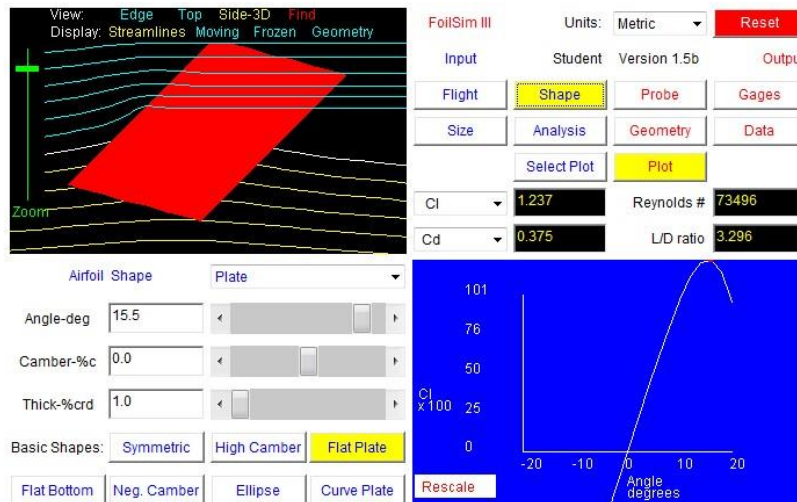 View: Edge Top Side-3D Find
Display: Streamlines Moving Frozen Geometry
Zoom
FoilSim III Units: Metric Reset
Input Student Version 1.5b Outpu
Flight Shape Probe Gages
Size Analysis Geometry Data
Select Plot Plot
Cl 1.237 Reynolds # 73496
Cd 0.375 L/D ratio 3.296
Airfoil Shape Plate
Angle-deg 15.5
Camber-%c 0.0
Thick-%crd 1.0
Basic Shapes: Symmetric High Camber Flat Plate
Flat Bottom Neg. Camber Ellipse Curve Plate
101
76
50
Cl
x 100 25
0
-20 -10 0 10 20
Angle
degrees
Rescale